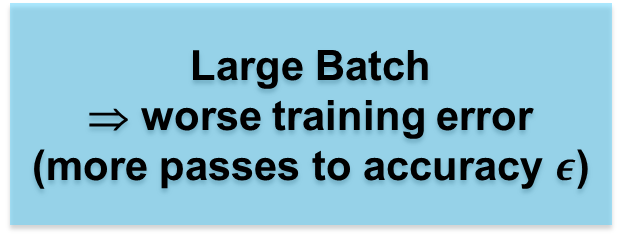 Large Batch
⇒ worse training error
(more passes to accuracy ϵ)